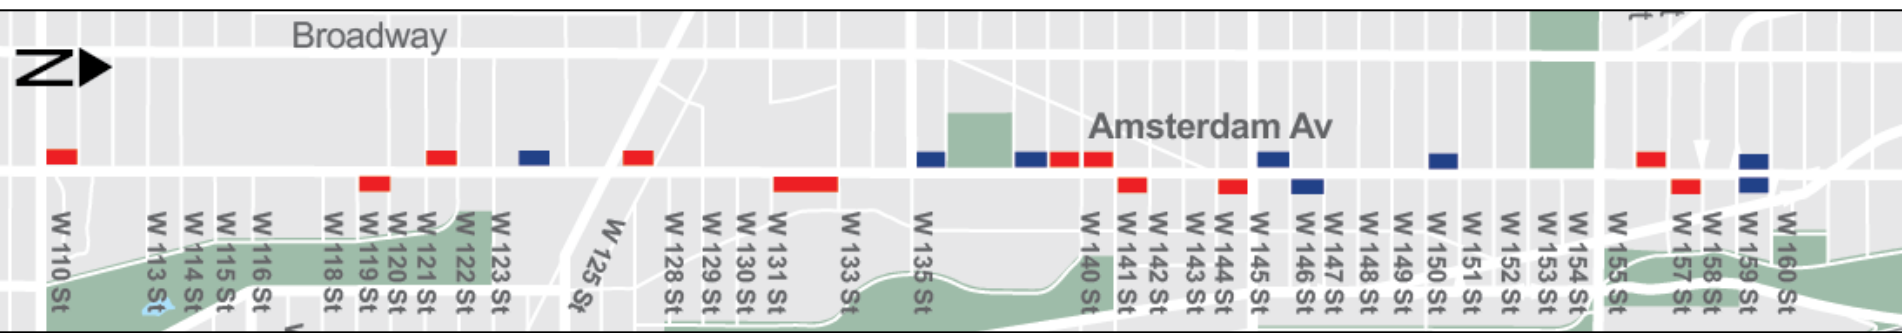 Broadway
N
Amsterdam Av
W 110 St
W 113 St
W 114 St
W 115 St
W 116 St
W 118 St
W 119 St
W 120 St
W 121 St
W 122 St
W 123 St
W 125 St
W 128 St
W 129 St
W 130 St
W 131 St
W 133 St
W 135 St
W 140 St
W 141 St
W 142 St
W 143 St
W 144 St
W 145 St
W 146 St
W 147 St
W 148 St
W 149 St
W 150 St
W 151 St
W 152 St
W 153 St
W 154 St
W 155 St
W 157 St
W 158 St
W 159 St
W 160 St